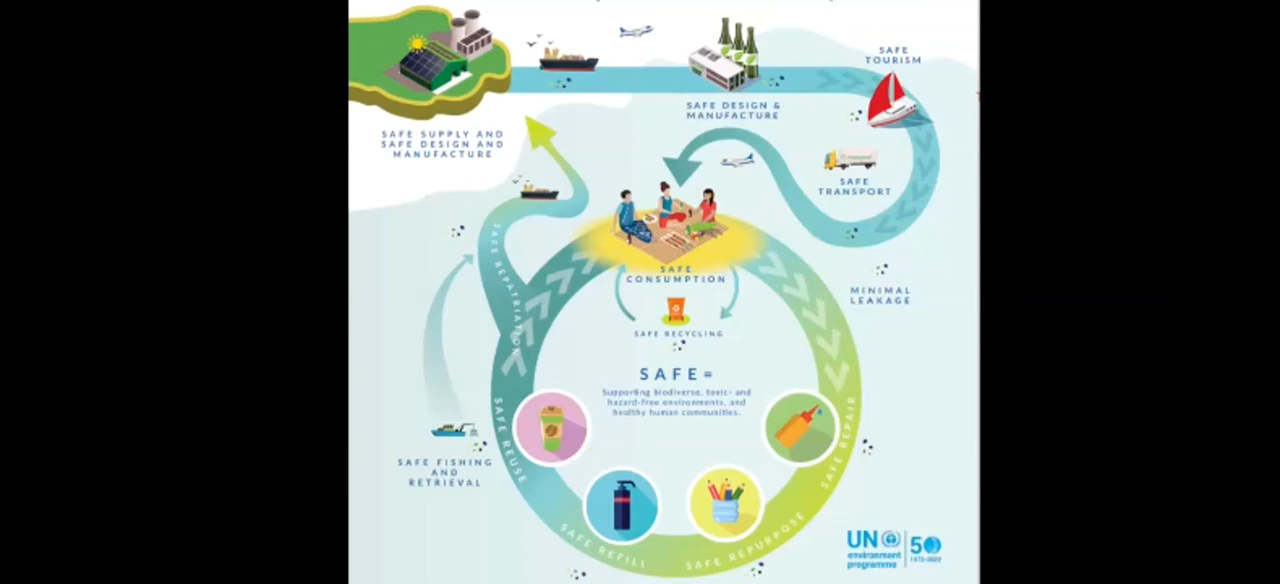 SAFE
TOURISM
SAFE DESIGN &
MANUFACTURE
SAFE SUPPLY AND
SAFE DESIGN AND
MANUFACTURE
SAFE
TRANSPORT
SAFE REPATRIATION
SAFE
CONSUMPTION
MINIMAL
LEAKAGE
SAFE RECYCLING
SAFE=
Supporting biodiverse, toxic- and
hazard-free environments, and
healthy human communities.
SAFE REUSE
SAFE REPAIR
SAFE FISHING
AND
RETRIEVAL
SAFE REFILL
SAFE REPURPOSE
UN
environment
programme
50
1972-2022